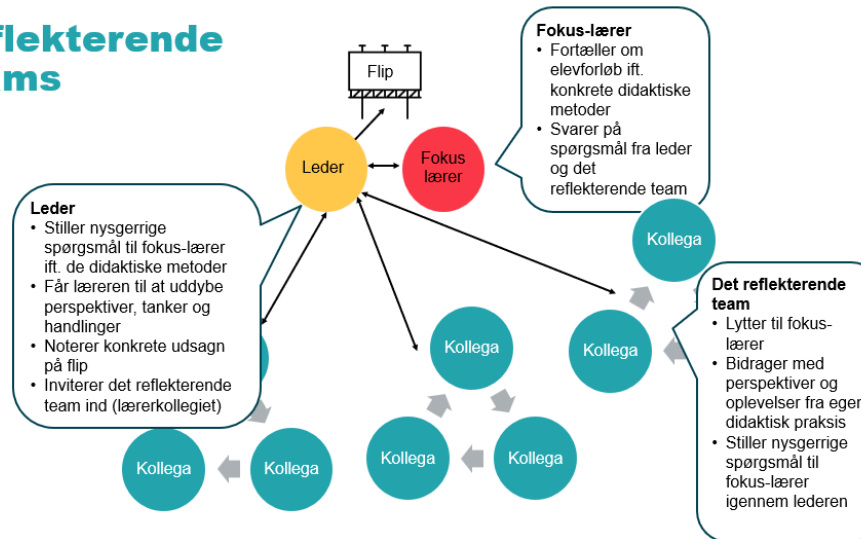 flekterende
ams
Flip
Leder
Fokus
lærer
Fokus-lærer
• Fortæller om
elevforløb ift.
konkrete didaktiske
metoder
• Svarer på
spørgsmål fra leder
og det
reflekterende team
Leder
• Stiller nysgerrige
spørgsmål til fokus-lærer
ift. de didaktiske metoder
• Får læreren til at uddybe
perspektiver, tanker og
handlinger
• Noterer konkrete udsagn
på flip
• Inviterer det reflekterende
team ind (lærerkollegiet)
Kollega
Kollega
Det reflekterende
team
• Lytter til fokus-
lærer
• Bidrager med
perspektiver og
oplevelser fra egen
didaktisk praksis
• Stiller nysgerrige
spørgsmål til
fokus-lærer
igennem lederen
Kollega
Kollega
Kollega
Kollega
Kollega